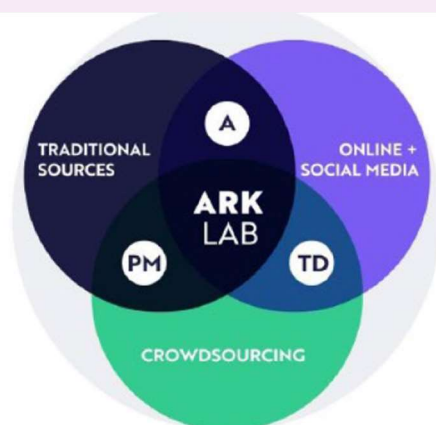 A
TRADITIONAL
SOURCES
ONLINE +
SOCIAL MEDIA
ARK
LAB
PM
TD
CROWDSOURCING